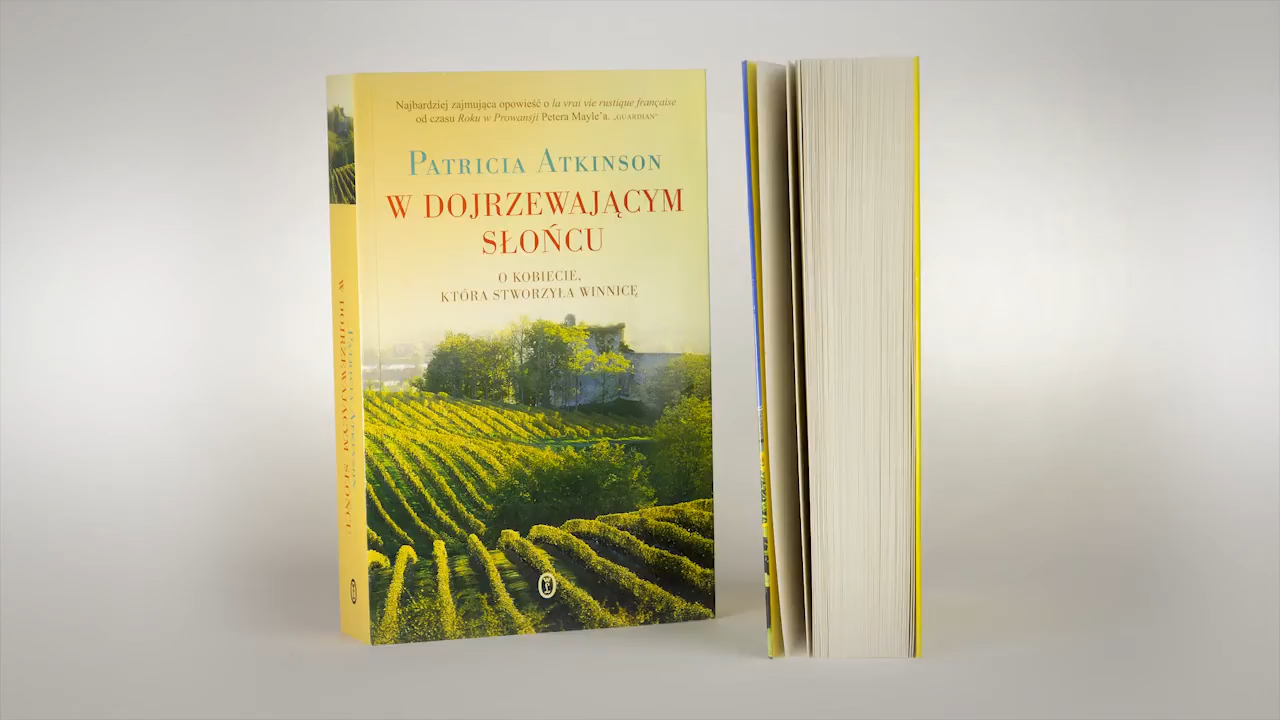 Najbardziej zajmująca opowieść o la vrai vie rustique française
od czasu Roku w Prowansji Petera Mayle'a. „GUARDIAN"
PATRICIA ATKINSON
W DOJRZEWAJĄCYM
SŁOŃCU
O KOBIECIE,
KTÓRA STWORZYŁA WINNICĘ
PATRICIA ATKINSON
W DOJRZEWAJĄCYM SŁOŃCU